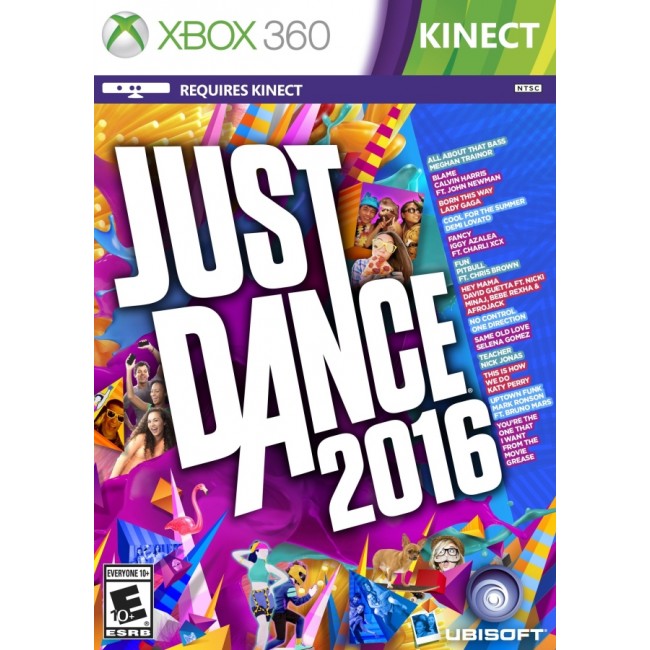 XBOX 360
KINECT
REQUIRES KINECT
NTSC
JUST
DANCE
2016
ALL ABOUT THAT BASS
MEGHAN TRAINOR
BLAME
CALVIN HARRIS
FT. JOHN NEWMAN
BORN THIS WAY
LADY GAGA
COOL FOR THE SUMMER
DEMI LOVATO
FANCY
IGGY AZALEA
FT. CHARLI XCX
FUN
PITBULL
FT. CHRIS BROWN
HEY MAMA
DAVID GUETTA FT. NICKI
MINAJ, BEBE REXHA &
AFROJACK
NO CONTROL
ONE DIRECTION
SAME OLD LOVE
SELENA GOMEZ
TEACHER
NICK JONAS
THIS IS HOW
WE DO
KATY PERRY
UPTOWN FUNK
MARK RONSON
FT. BRUNO MARS
YOU'RE THE
ONE THAT
I WANT
FROM THE
MOVIE
GREASE
EVERYONE 10+
E
10+
ESRB
UBISOFT